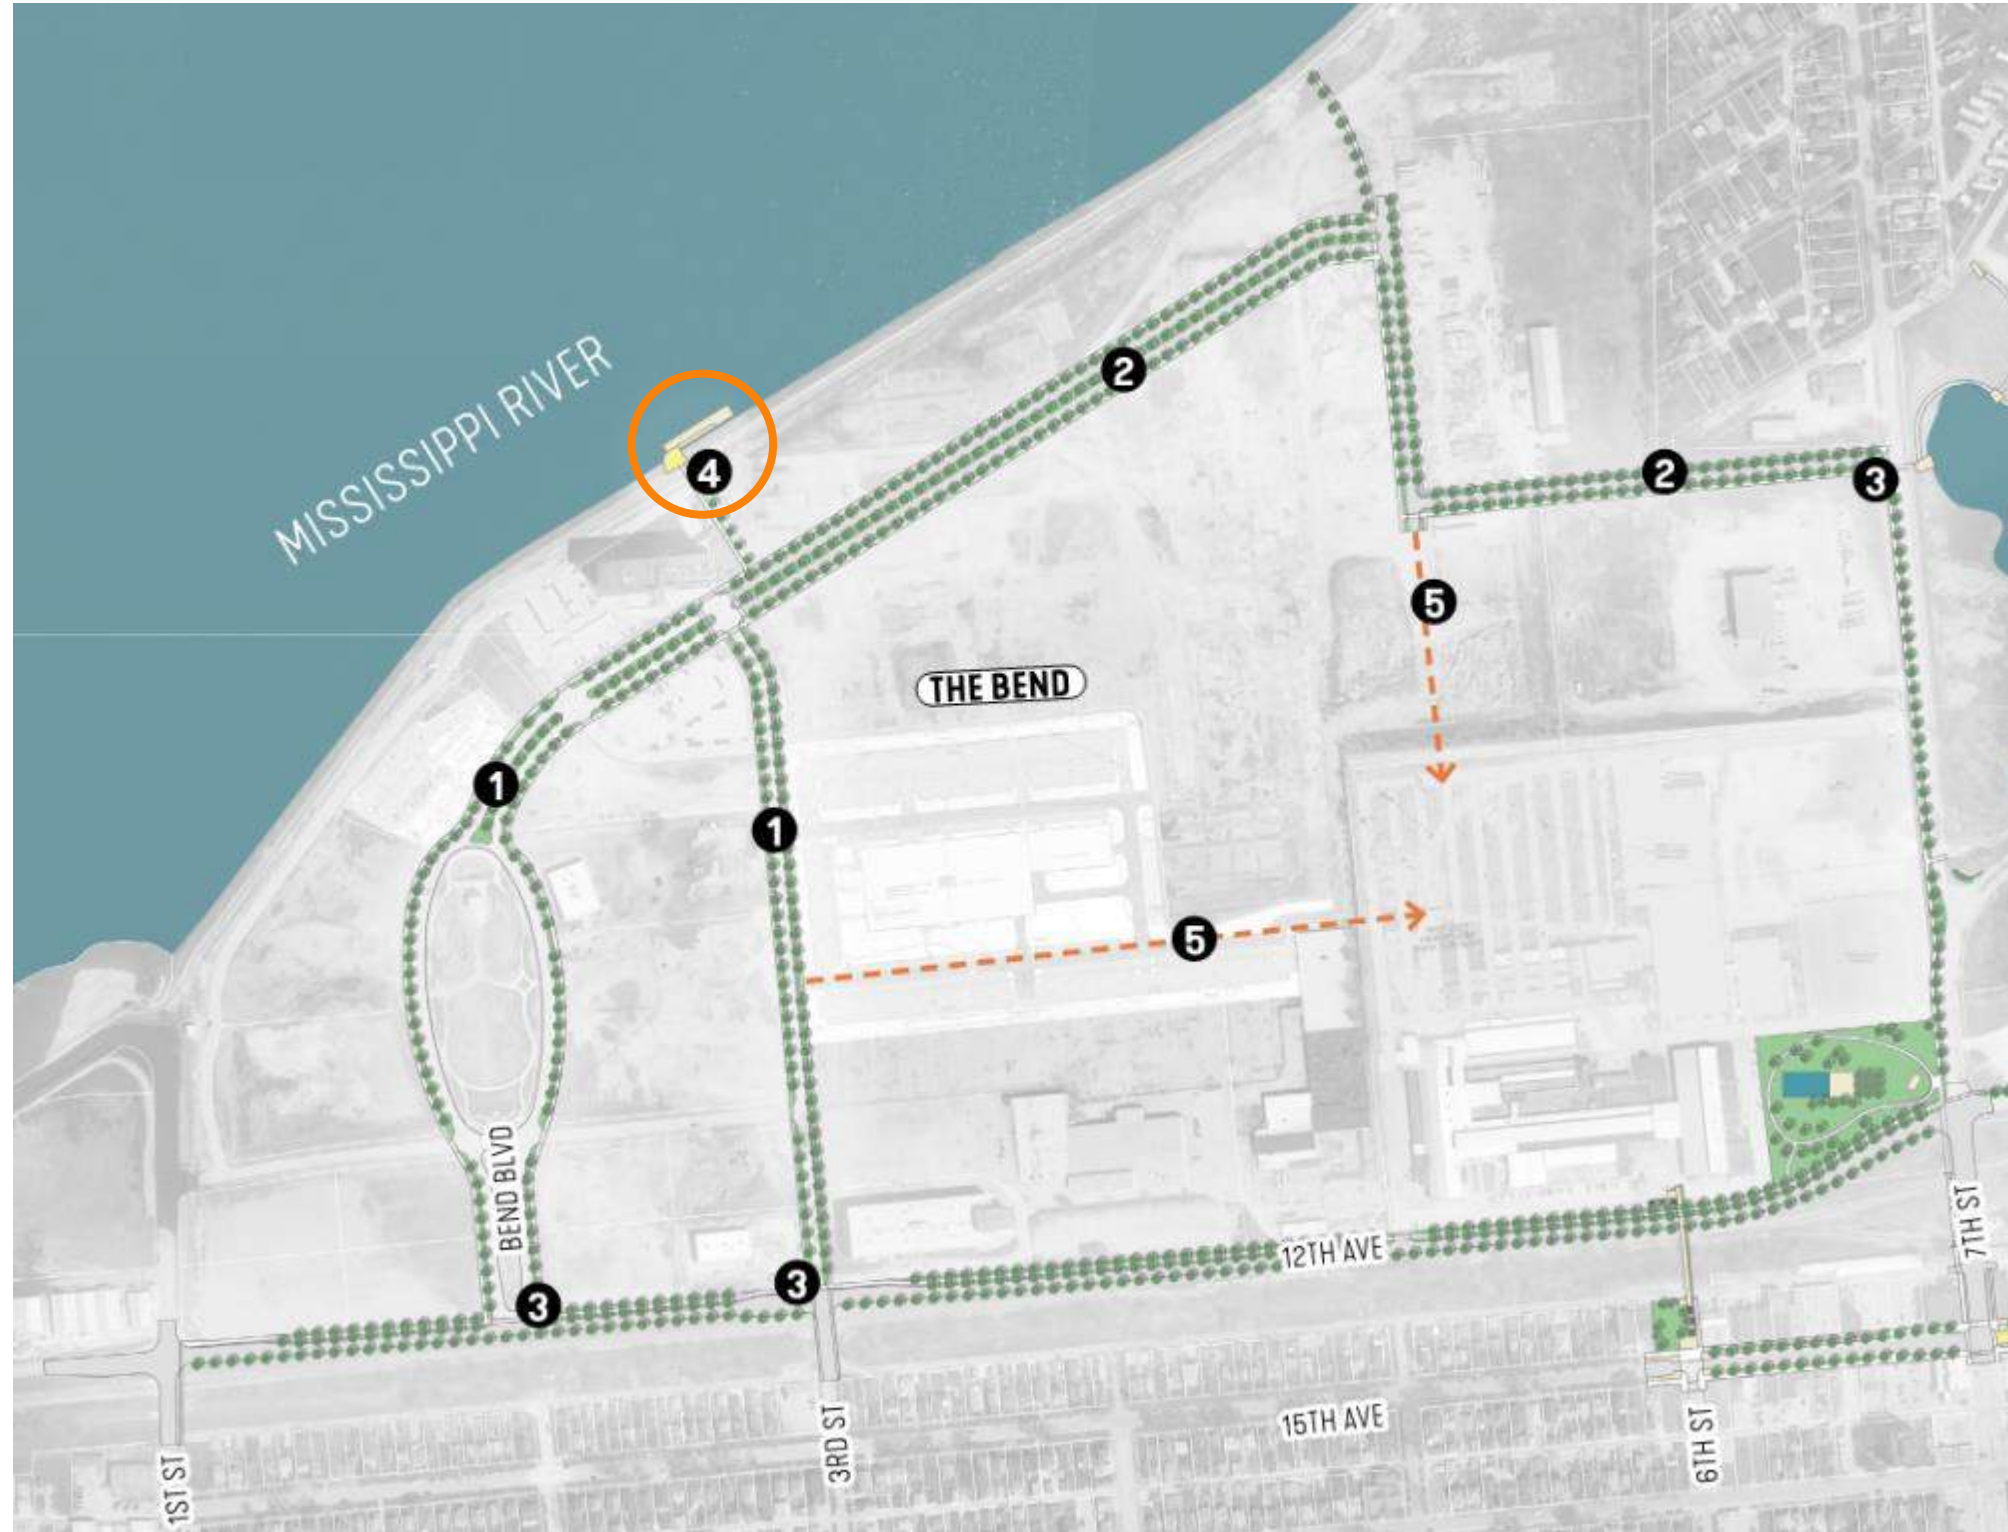 MISSISSIPPI RIVER
2
4
2
3
5
THE BEND
1
1
5
BEND BLVD
7TH ST
12TH AVE
3
3
3RD ST
15TH AVE
6TH ST
1ST ST